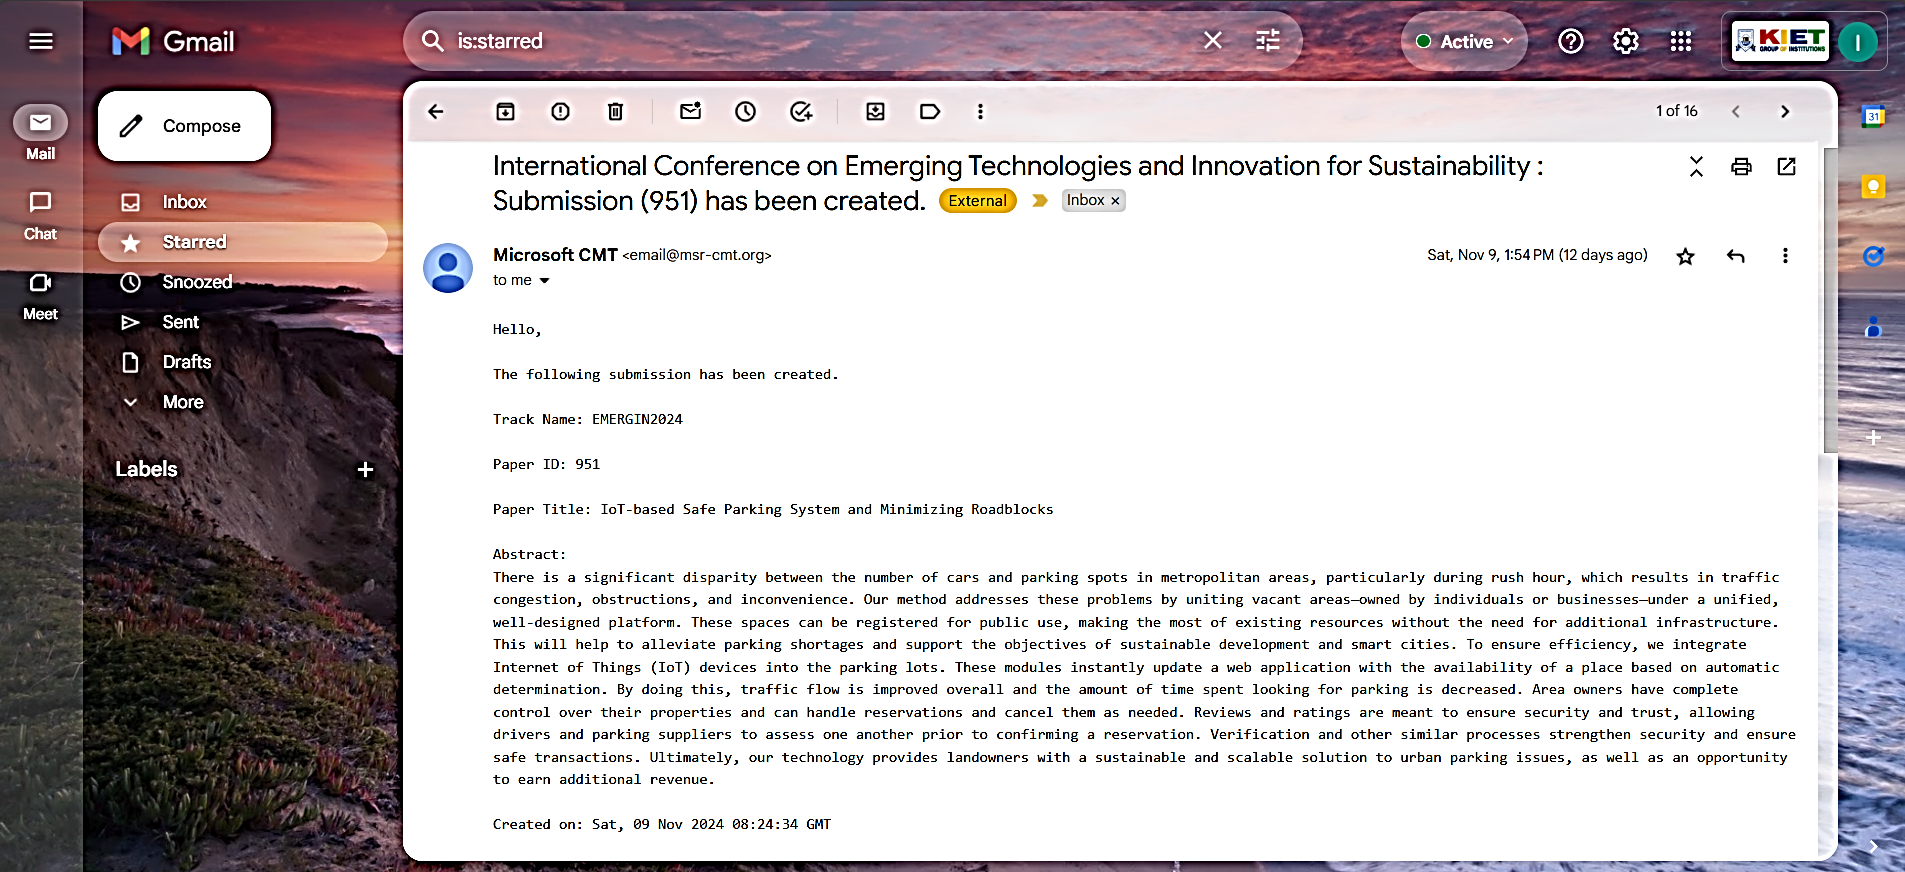 Gmail
is:starred
Active
KIET
GROUP OF INSTITUTIONS
I
Mail
Chat
Meet
Compose
Inbox
Starred
Snoozed
Sent
Drafts
More
Labels
1 of 16
31
International Conference on Emerging Technologies and Innovation for Sustainability :
Submission (951) has been created. External Inbox ×
Microsoft CMT <email@msr-cmt.org>
Sat, Nov 9, 1:54 PM (12 days ago)
to me
Hello,
The following submission has been created.
Track Name: EMERGIN2024
Paper ID: 951
Paper Title: IoT-based Safe Parking System and Minimizing Roadblocks
Abstract:
There is a significant disparity between the number of cars and parking spots in metropolitan areas, particularly during rush hour, which results in traffic
congestion, obstructions, and inconvenience. Our method addresses these problems by uniting vacant areas—owned by individuals or businesses—under a unified,
well-designed platform. These spaces can be registered for public use, making the most of existing resources without the need for additional infrastructure.
This will help to alleviate parking shortages and support the objectives of sustainable development and smart cities. To ensure efficiency, we integrate
Internet of Things (IoT) devices into the parking lots. These modules instantly update a web application with the availability of a place based on automatic
determination. By doing this, traffic flow is improved overall and the amount of time spent looking for parking is decreased. Area owners have complete
control over their properties and can handle reservations and cancel them as needed. Reviews and ratings are meant to ensure security and trust, allowing
drivers and parking suppliers to assess one another prior to confirming a reservation. Verification and other similar processes strengthen security and ensure
safe transactions. Ultimately, our technology provides landowners with a sustainable and scalable solution to urban parking issues, as well as an opportunity
to earn additional revenue.
Created on: Sat, 09 Nov 2024 08:24:34 GMT